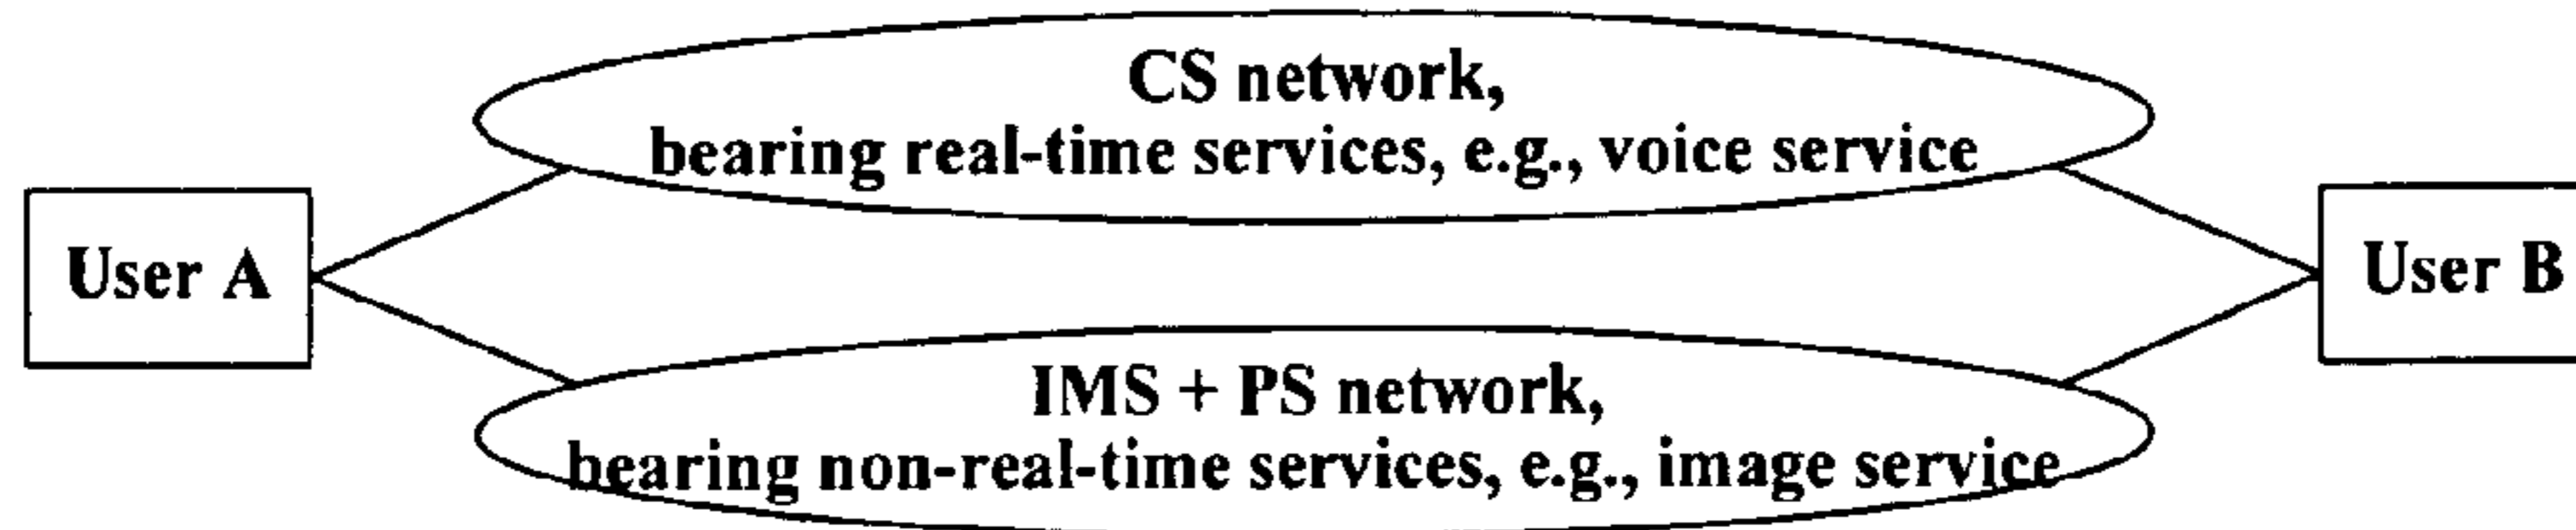 CS network,
bearing real-time services, e.g., voice service
User A
User B
IMS + PS network,
bearing non-real-time services, e.g., image service